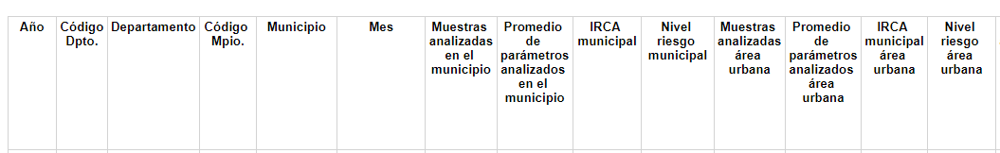 Año
Código
Dpto.
Departamento
Código
Mpio.
Municipio
Mes
Muestras
analizadas
en el
municipio
Promedio
de
parámetros
analizados
en el
municipio
IRCA
municipal
Nivel
riesgo
municipal
Muestras
analizadas
área
urbana
Promedio
de
parámetros
analizados
área
urbana
IRCA
municipal
área
urbana
Nivel
riesgo
área
urbana